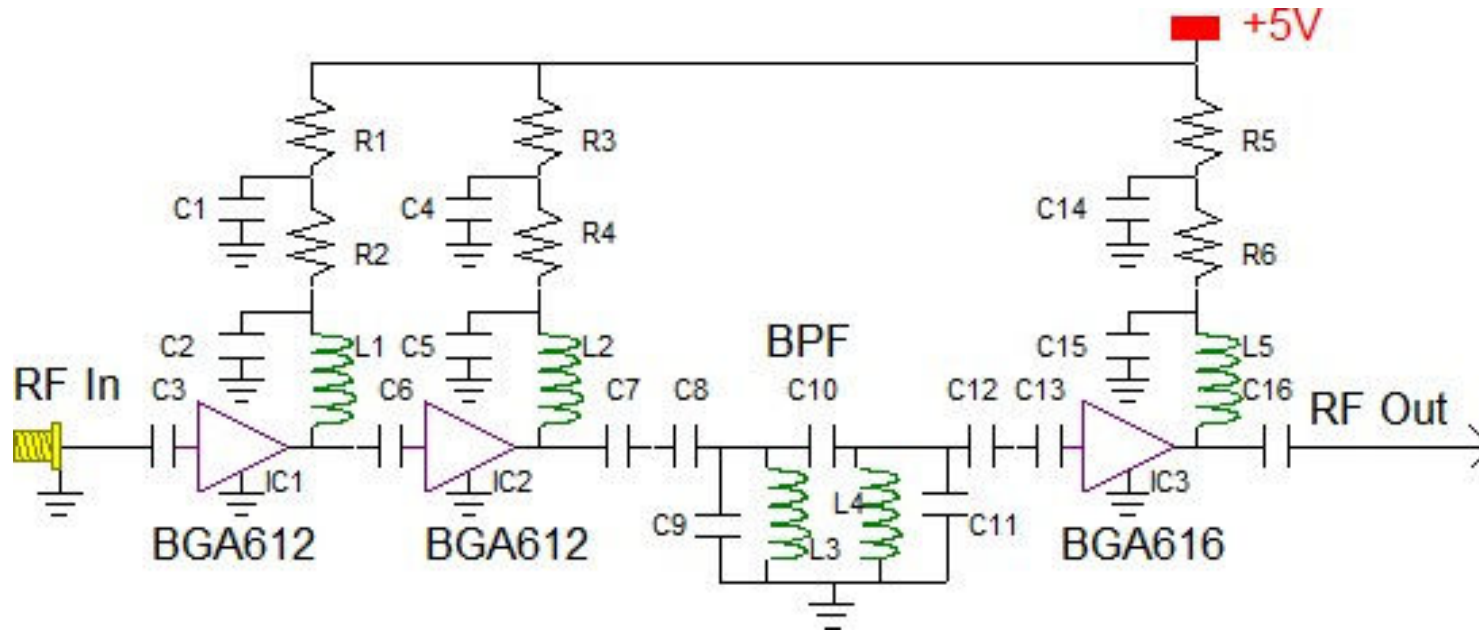 +5V
R1
R3
R5
C1
C4
C14
R2
R4
R6
C2
L1
C5
L2
BPF
C15
L5
RF In
C3
C6
C7
C8
C10
C12
C13
C16
RF Out
IC1
IC2
L4
IC3
C9
L3
C11
BGA612
BGA612
BGA616